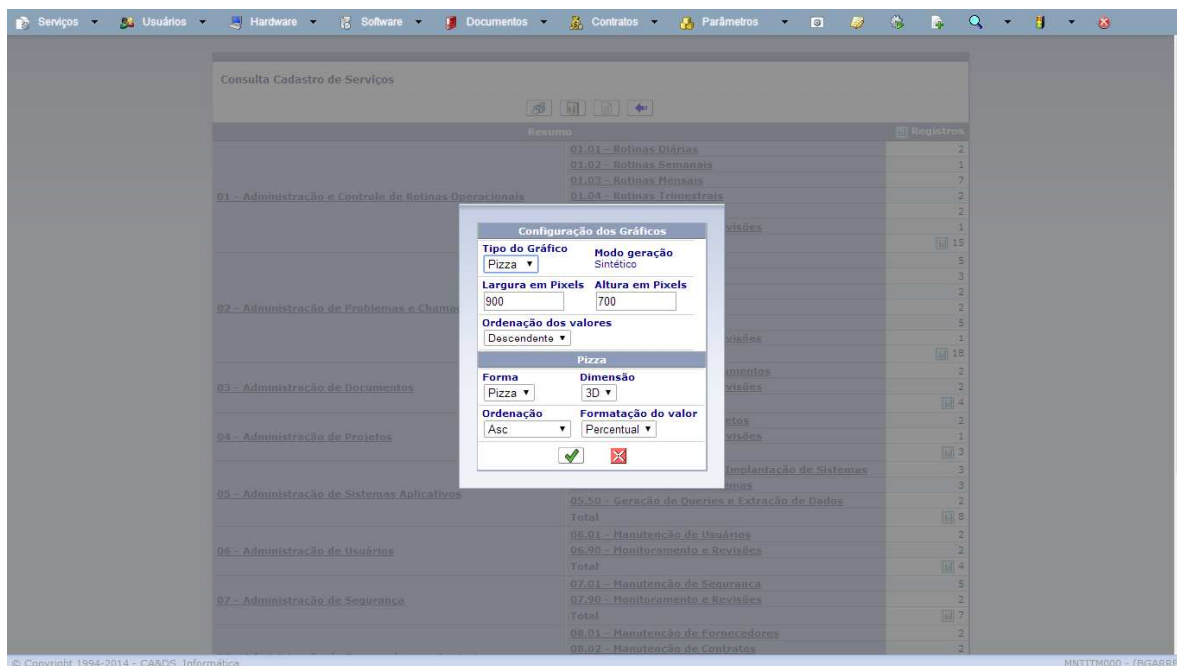 Serviços Usuários Hardware Software Documentos Contratos Parâmetros
Consulta Cadastro de Serviços
Resumo Registros
01 - Administração e Controle de Rotinas Operacionais
01.01 - Rotinas Diárias 2
01.02 - Rotinas Semanais 1
01.03 - Rotinas Mensais 7
01.04 - Rotinas Trimestrais 2
2
visões 1
15
02 - Administração de Problemas e Chama
5
3
2
2
5
visões 1
18
03 - Administração de Documentos
umentos 2
visões 2
4
04 - Administração de Projetos
etos 2
visões 1
3
05 - Administração de Sistemas Aplicativos
Implantação de Sistemas 3
emas 3
05.50 - Geração de Queries e Extração de Dados 2
Total 8
06 - Administração de Usuários
06.01 - Manutenção de Usuários 2
06.90 - Monitoramento e Revisões 2
Total 4
07 - Administração de Segurança
07.01 - Manutenção de Segurança 5
07.90 - Monitoramento e Revisões 2
Total 7
08.01 - Manutenção de Fornecedores 2
08.02 - Manutenção de Contratos 2
Configuração dos Gráficos
Tipo do Gráfico Modo geração
Pizza Sintético
Largura em Pixels Altura em Pixels
900 700
Ordenação dos valores
Descendente
Pizza
Forma Dimensão
Pizza 3D
Ordenação Formatação do valor
Asc Percentual
© Copyright 1994-2014 - CA&DS Informática MNTITM000 - (BGARRE